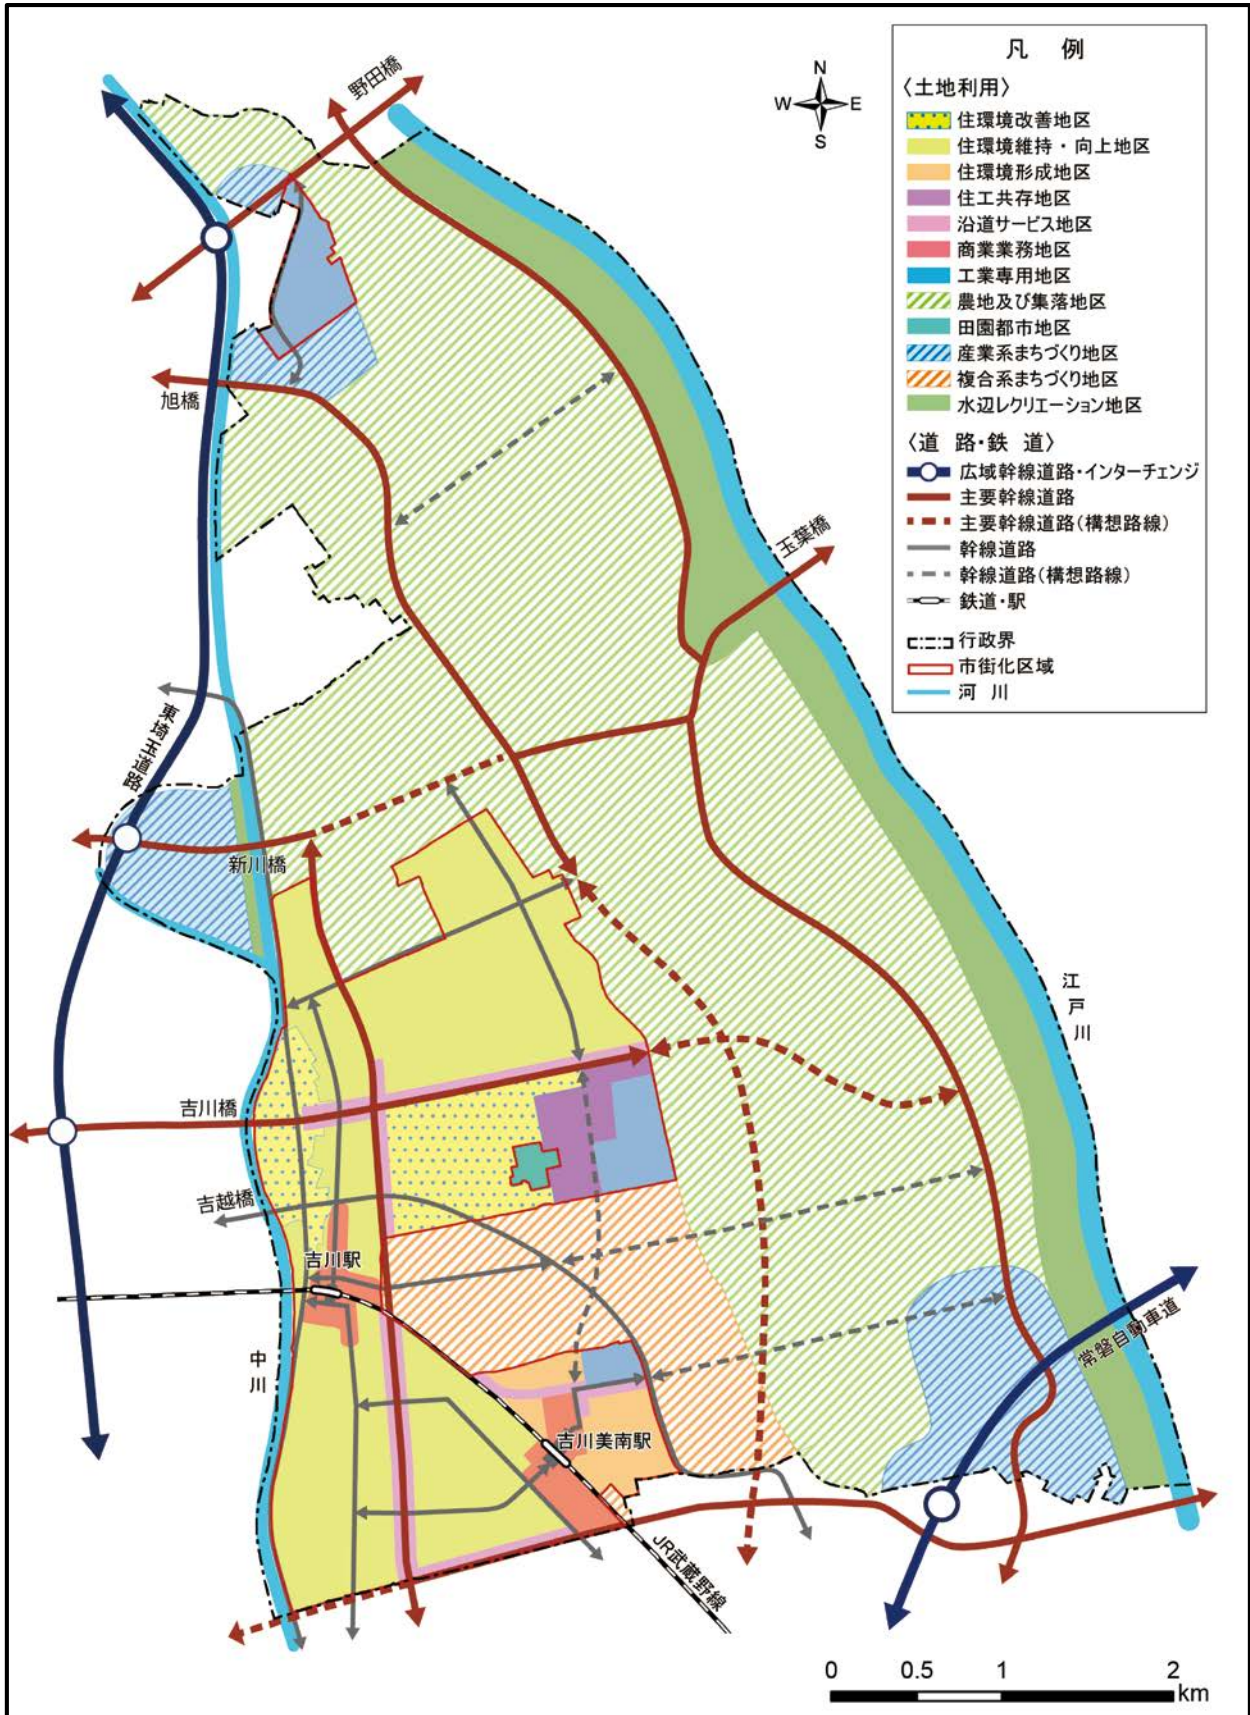 凡 例
〈土地利用〉
住環境改善地区
住環境維持・向上地区
住環境形成地区
住工共存地区
沿道サービス地区
商業業務地区
工業専用地区
農地及び集落地区
田園都市地区
産業系まちづくり地区
複合系まちづくり地区
水辺レクリエーション地区
〈道 路・鉄 道〉
広域幹線道路・インターチェンジ
主要幹線道路
主要幹線道路(構想路線)
幹線道路
幹線道路(構想路線)
鉄道・駅
行政界
市街化区域
河 川
N
W
E
S
野田橋
旭橋
玉葉橋
東埼玉道路
新川橋
江戸川
吉川橋
吉越橋
吉川駅
中川
常磐自動車道
吉川美南駅
JR武蔵野線
0 0.5 1 2
km